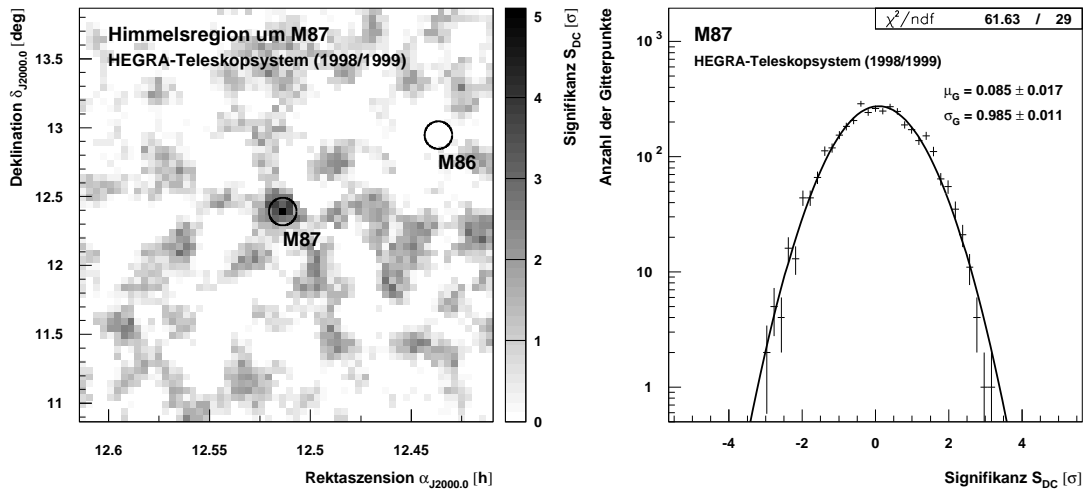 Himmelsregion um M87
HEGRA-Teleskopsystem (1998/1999)
M86
M87
Deklination δJ2000.0 [deg]
13.5
13
12.5
12
11.5
11
12.6
12.55
12.5
12.45
Rektaszension αJ2000.0 [h]
Signifikanz SDC [σ]
5
4
3
2
1
0
χ²/ndf 61.63 / 29
M87
HEGRA-Teleskopsystem (1998/1999)
μG = 0.085 ± 0.017
σG = 0.985 ± 0.011
Anzahl der Gitterpunkte
10³
10²
10
1
-4
-2
0
2
4
Signifikanz SDC [σ]